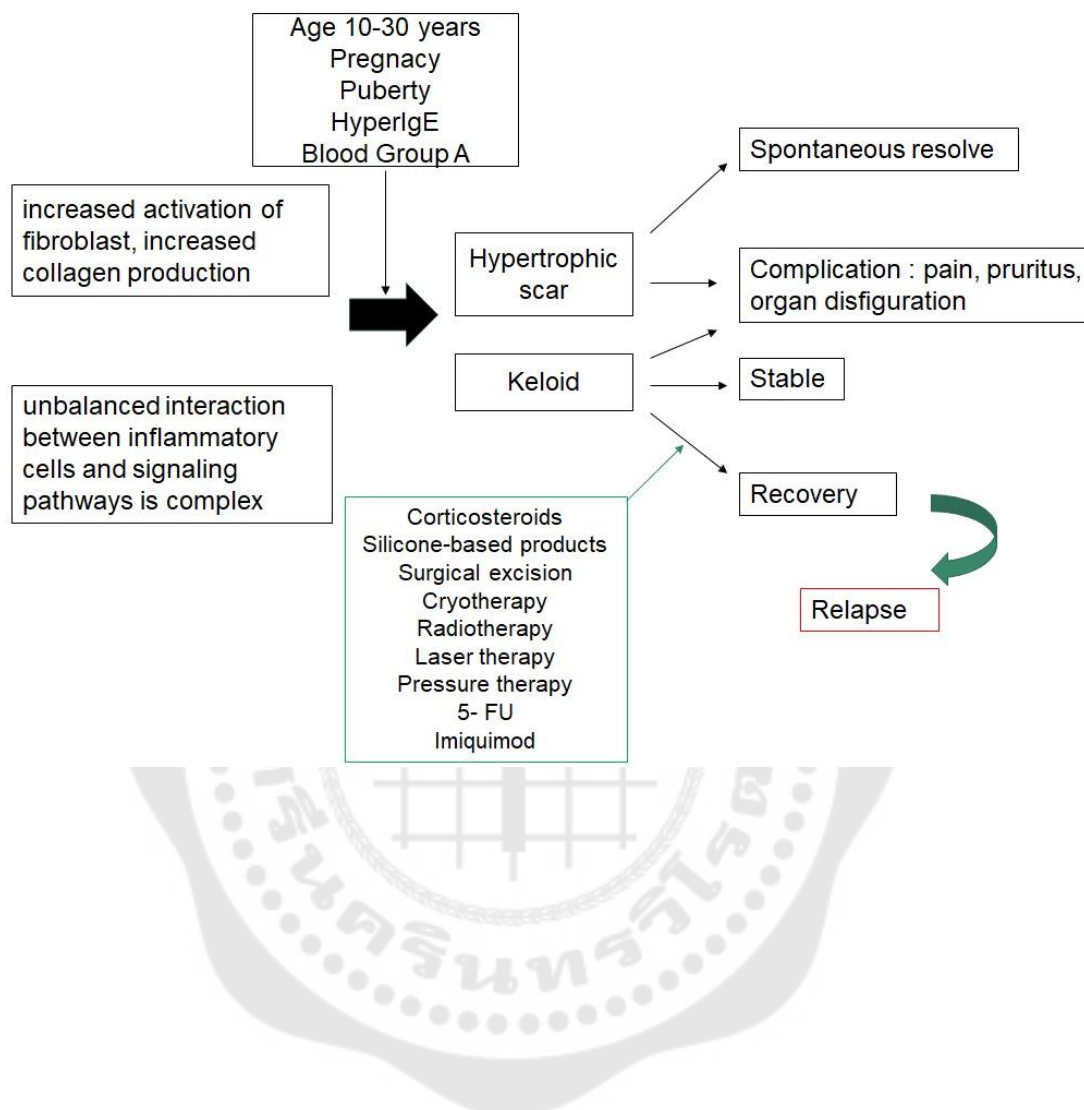 Age 10-30 years
Pregnacy
Puberty
HyperIgE
Blood Group A
increased activation of
fibroblast, increased
collagen production
unbalanced interaction
between inflammatory
cells and signaling
pathways is complex
Hypertrophic
scar
Keloid
Spontaneous resolve
Complication : pain, pruritus,
organ disfiguration
Stable
Recovery
Relapse
Corticosteroids
Silicone-based products
Surgical excision
Cryotherapy
Radiotherapy
Laser therapy
Pressure therapy
5- FU
Imiquimod